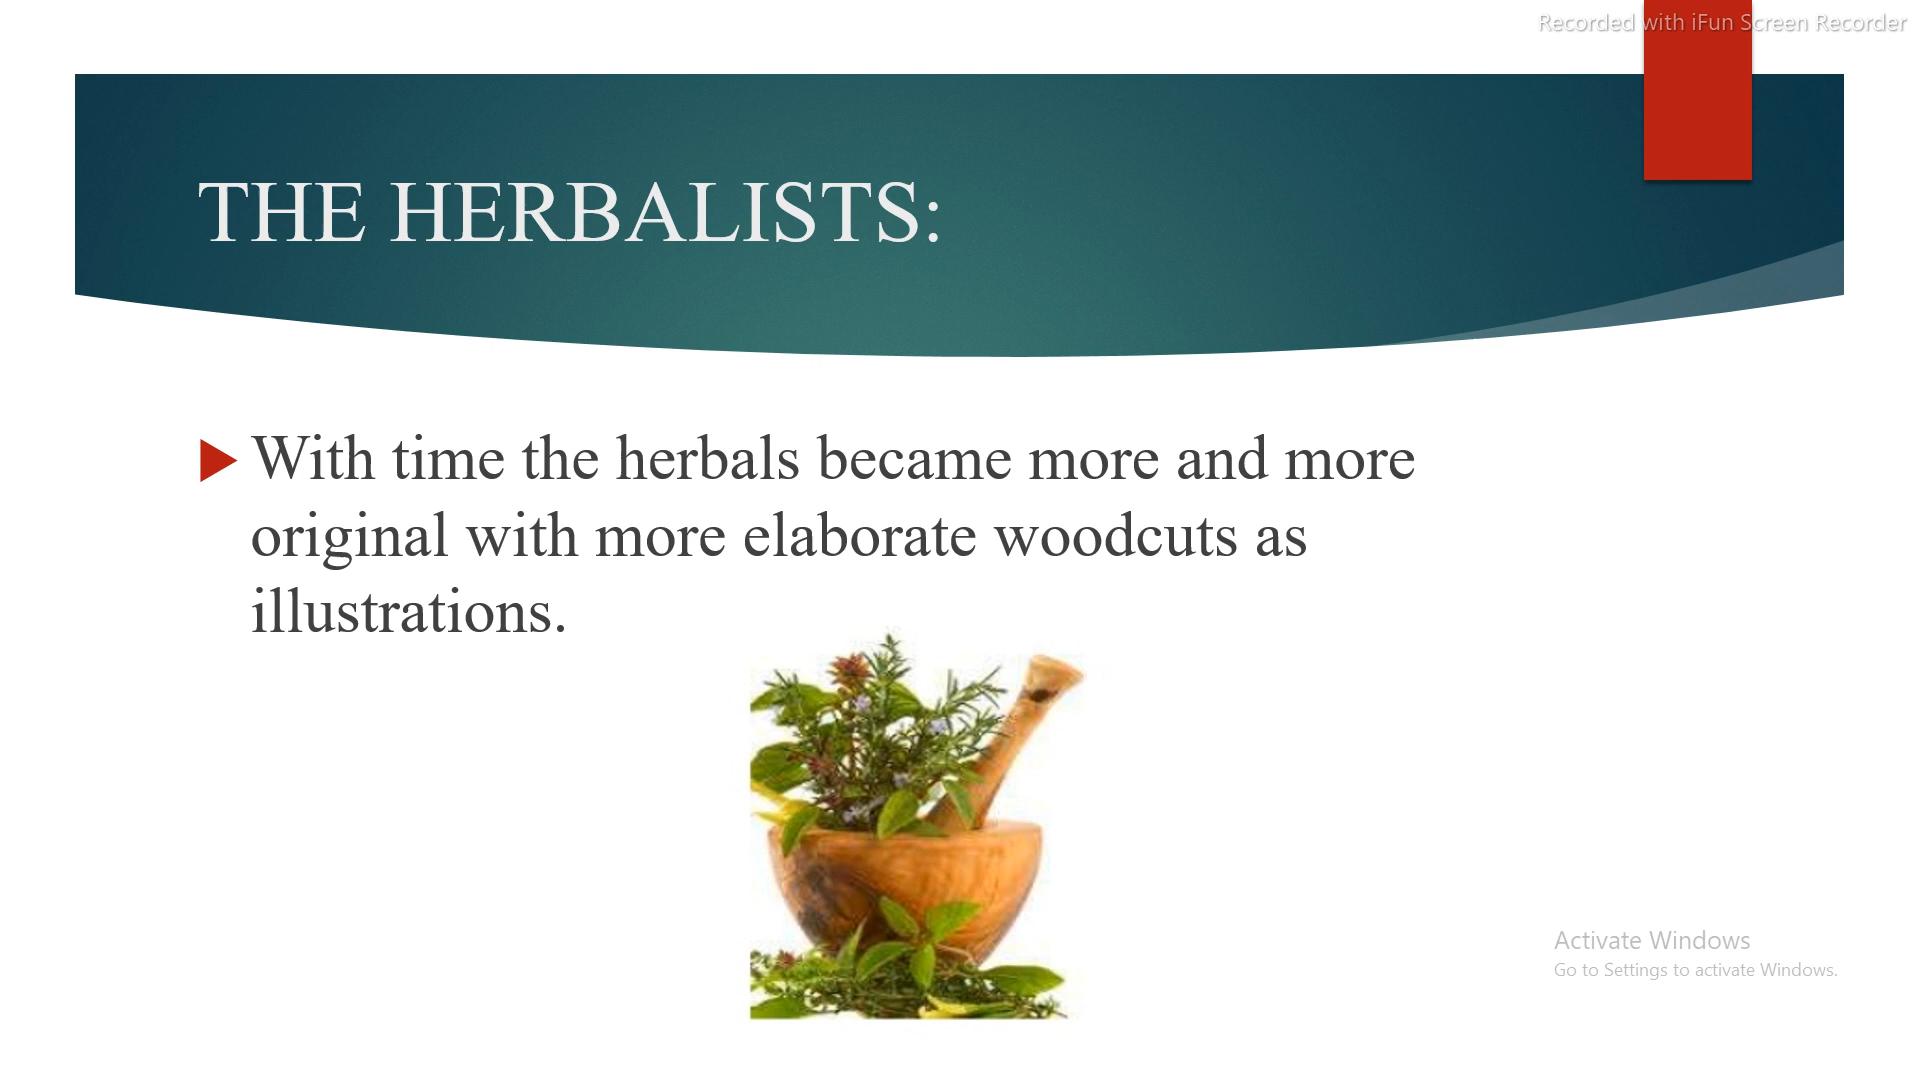 Recorded with iFun Screen Recorder
THE HERBALISTS:
With time the herbals became more and more
original with more elaborate woodcuts as
illustrations.
Activate Windows
Go to Settings to activate Windows.